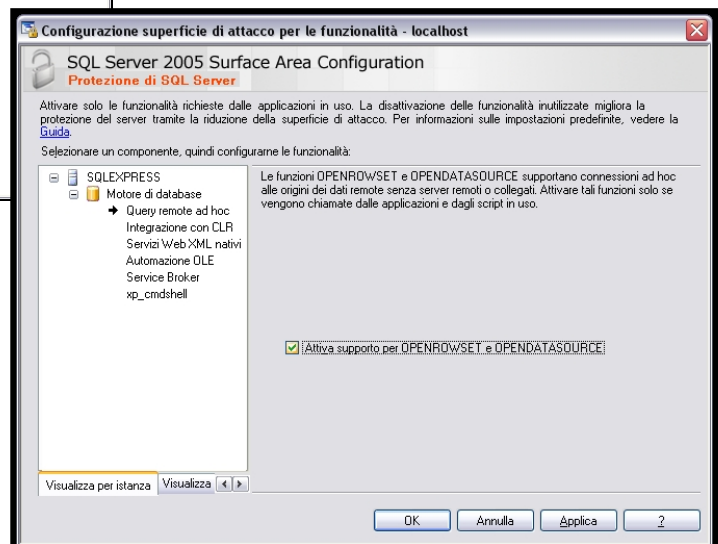 Configurazione superficie di attacco per le funzionalità - localhost
SQL Server 2005 Surface Area Configuration
Protezione di SQL Server
Attivare solo le funzionalità richieste dalle applicazioni in uso. La disattivazione delle funzionalità inutilizzate migliora la
protezione del server tramite la riduzione della superficie di attacco. Per informazioni sulle impostazioni predefinite, vedere la
Guida.
Selezionare un componente, quindi configurarne le funzionalità:
SQLEXPRESS
Motore di database
Query remote ad hoc
Integrazione con CLR
Servizi Web XML nativi
Automazione OLE
Service Broker
xp_cmdshell
Visualizza per istanza Visualizza
Le funzioni OPENROWSET e OPENDATASOURCE supportano connessioni ad hoc
alle origini dei dati remote senza server remoti o collegati. Attivare tali funzioni solo se
vengono chiamate dalle applicazioni e dagli script in uso.
Attiva supporto per OPENROWSET e OPENDATASOURCE
OK Annulla Applica ?